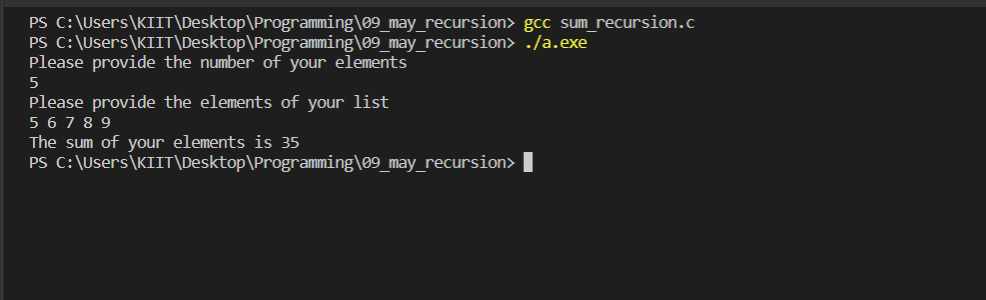 PS C:\Users\KIIT\Desktop\Programming\09_may_recursion> gcc sum_recursion.c
PS C:\Users\KIIT\Desktop\Programming\09_may_recursion> ./a.exe
Please provide the number of your elements
5
Please provide the elements of your list
5 6 7 8 9
The sum of your elements is 35
PS C:\Users\KIIT\Desktop\Programming\09_may_recursion>